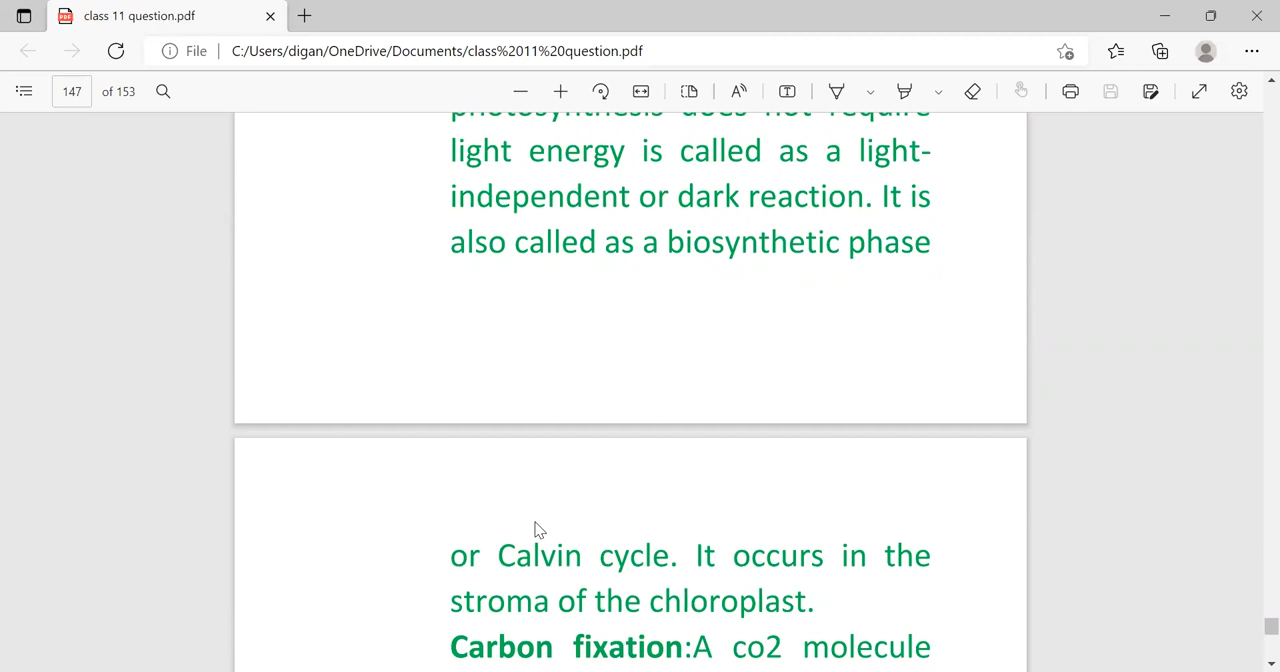 class 11 question.pdf
File
C:/Users/digan/OneDrive/Documents/class%2011%20question.pdf
147 of 153
photosynthesis does not require
light energy is called as a light-
independent or dark reaction. It is
also called as a biosynthetic phase
or Calvin cycle. It occurs in the
stroma of the chloroplast.
Carbon fixation:A co2 molecule